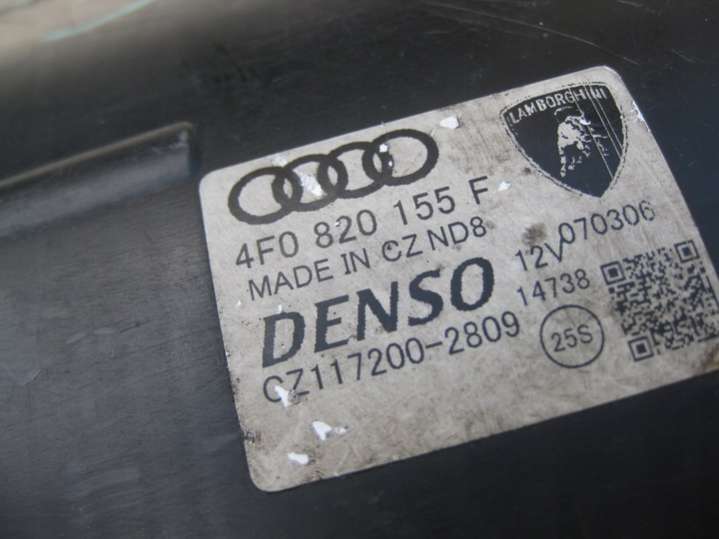 LAMBORGHINI
4F0 820 155 F
MADE IN CZ ND8
12V 070306
DENSO
14738
CZ117200-2809
25S